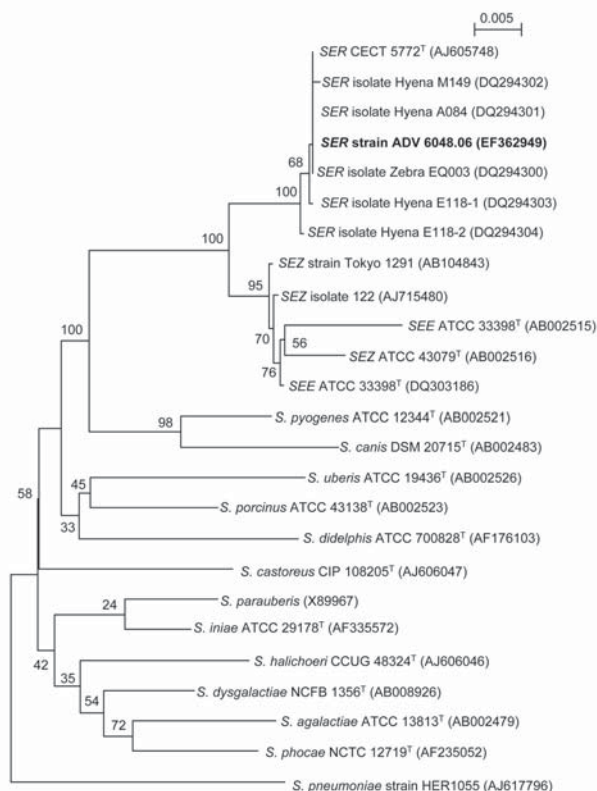 0.005
SER CECT 5772ᵀ (AJ605748)
SER isolate Hyena M149 (DQ294302)
SER isolate Hyena A084 (DQ294301)
SER strain ADV 6048.06 (EF362949)
68
SER isolate Zebra EQ003 (DQ294300)
100
SER isolate Hyena E118-1 (DQ294303)
SER isolate Hyena E118-2 (DQ294304)
100
SEZ strain Tokyo 1291 (AB104843)
95
SEZ isolate 122 (AJ715480)
SEE ATCC 33398ᵀ (AB002515)
100
70
56
SEZ ATCC 43079ᵀ (AB002516)
76
SEE ATCC 33398ᵀ (DQ303186)
S. pyogenes ATCC 12344ᵀ (AB002521)
98
S. canis DSM 20715ᵀ (AB002483)
S. uberis ATCC 19436ᵀ (AB002526)
45
58
S. porcinus ATCC 43138ᵀ (AB002523)
33
S. didelphis ATCC 700828ᵀ (AF176103)
S. castoreus CIP 108205ᵀ (AJ606047)
S. parauberis (X89967)
24
S. iniae ATCC 29178ᵀ (AF335572)
42
S. halichoeri CCUG 48324ᵀ (AJ606046)
35
S. dysgalactiae NCFB 1356ᵀ (AB008926)
54
S. agalactiae ATCC 13813ᵀ (AB002479)
72
S. phocae NCTC 12719ᵀ (AF235052)
S. pneumoniae strain HER1055 (AJ617796)